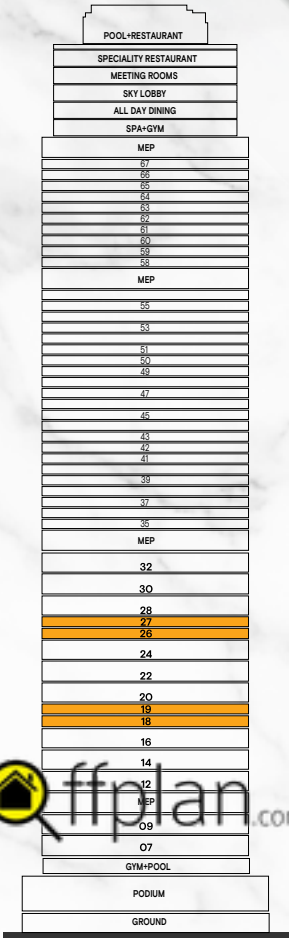 POOL+RESTAURANT
SPECIALITY RESTAURANT
MEETING ROOMS
SKY LOBBY
ALL DAY DINING
SPA+GYM
MEP
67
66
65
64
63
62
61
60
59
58
MEP
55
53
51
50
49
47
45
43
42
41
39
37
35
MEP
32
30
28
27
26
24
22
20
19
18
16
14
12
MEP
ffplan.com
09
07
GYM+POOL
PODIUM
GROUND